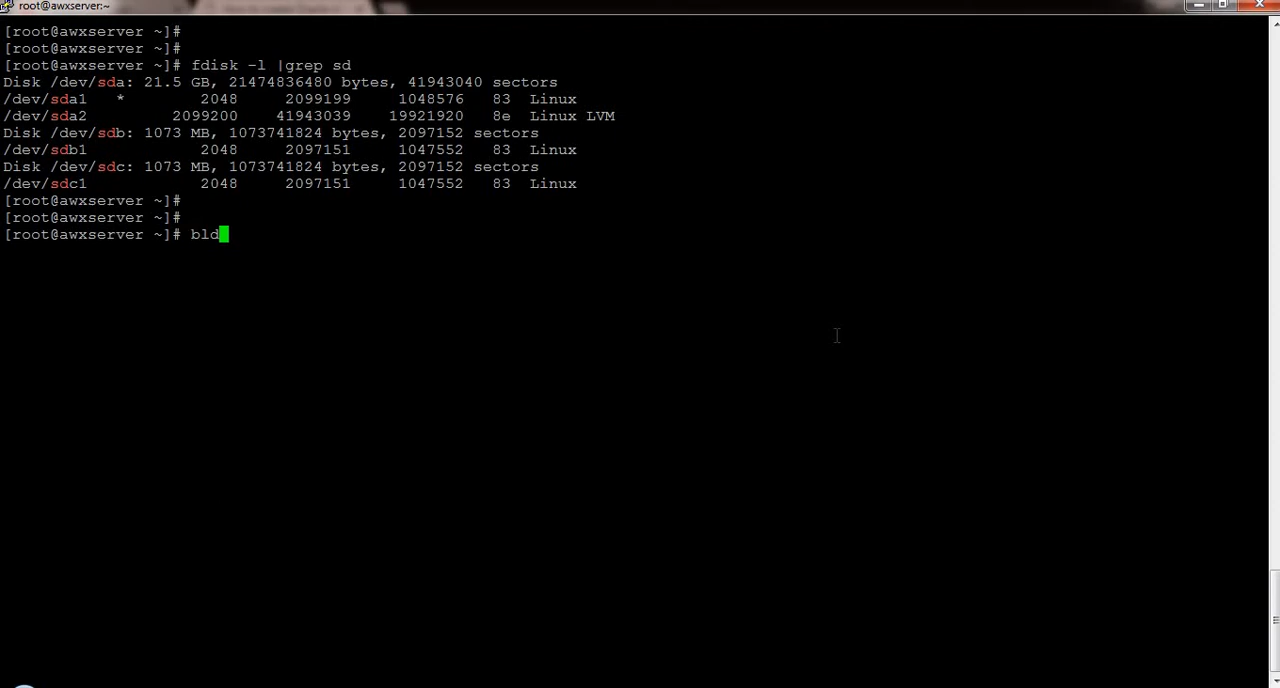 root@awxserver:~
[root@awxserver ~]#
[root@awxserver ~]#
[root@awxserver ~]# fdisk -l |grep sd
Disk /dev/sda: 21.5 GB, 21474836480 bytes, 41943040 sectors
/dev/sda1   *        2048     2099199     1048576   83  Linux
/dev/sda2         2099200    41943039    19921920   8e  Linux LVM
Disk /dev/sdb: 1073 MB, 1073741824 bytes, 2097152 sectors
/dev/sdb1            2048     2097151     1047552   83  Linux
Disk /dev/sdc: 1073 MB, 1073741824 bytes, 2097152 sectors
/dev/sdc1            2048     2097151     1047552   83  Linux
[root@awxserver ~]#
[root@awxserver ~]#
[root@awxserver ~]# bld